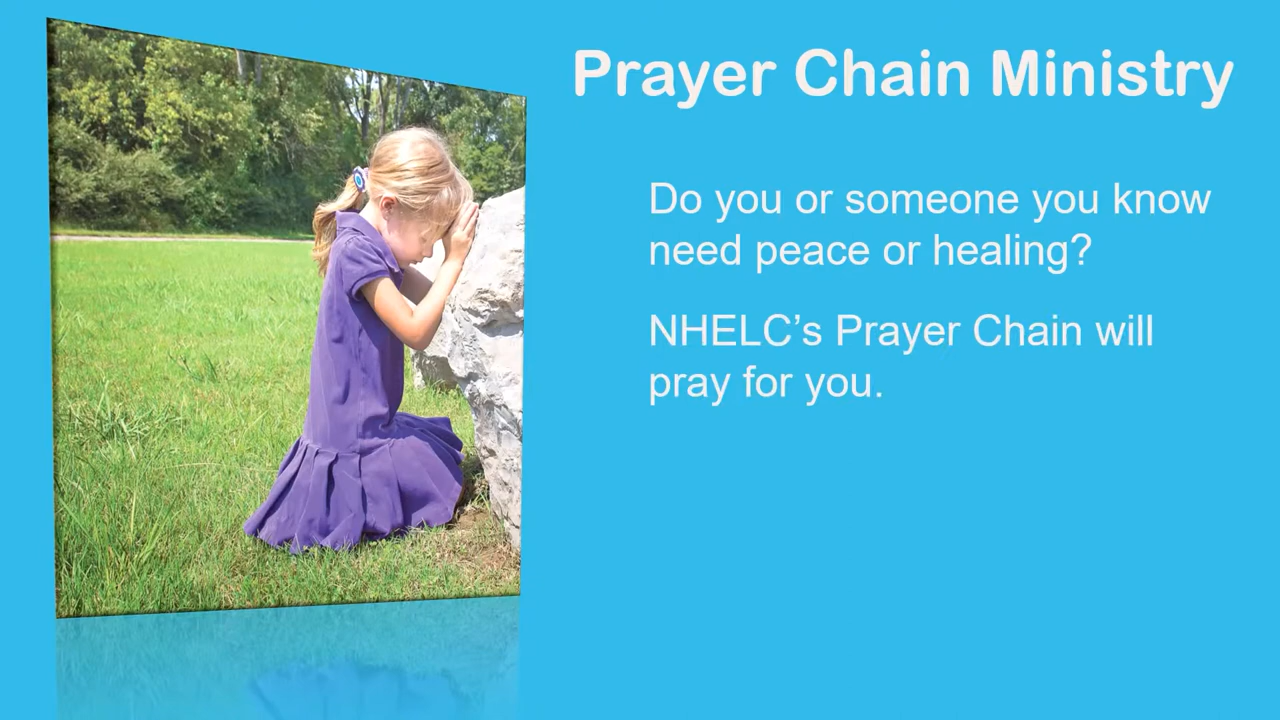 Prayer Chain Ministry
Do you or someone you know
need peace or healing?
NHELC’s Prayer Chain will
pray for you.